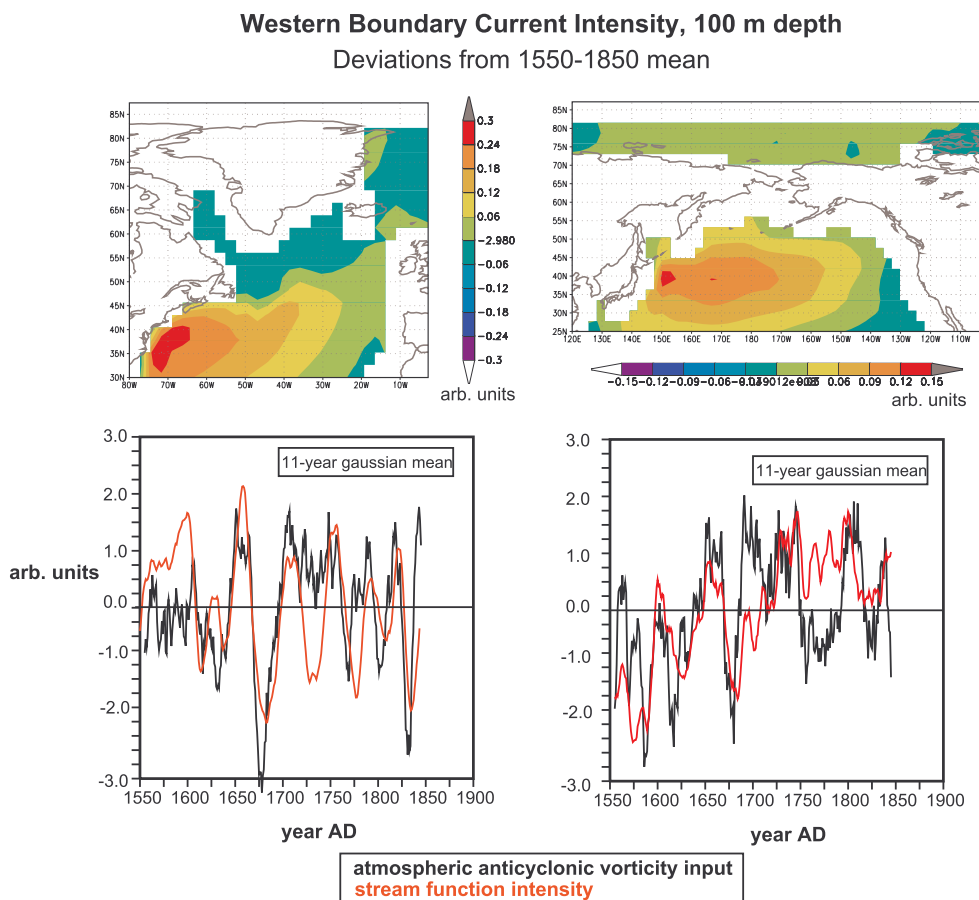 Western Boundary Current Intensity, 100 m depth
Deviations from 1550-1850 mean
85N
80N
75N
70N
65N
60N
55N
50N
45N
40N
35N
30N
80W 70W 60W 50W 40W 30W 20W 10W
0.3
0.24
0.18
0.12
0.06
-2.980
-0.06
-0.12
-0.18
-0.24
-0.3
arb. units
85N
80N
75N
70N
65N
60N
55N
50N
45N
40N
35N
30N
25N
120E 130E 140E 150E 160E 170E 180 170W 160W 150W 140W 130W 120W 110W
-0.15 -0.12 -0.09 -0.06 0.06 0.09 0.12 0.15
arb. units
3.0
2.0
1.0
0.0
-1.0
-2.0
-3.0
arb. units
11-year gaussian mean
1550 1600 1650 1700 1750 1800 1850 1900
year AD
3.0
2.0
1.0
0.0
-1.0
-2.0
-3.0
11-year gaussian mean
1550 1600 1650 1700 1750 1800 1850 1900
year AD
atmospheric anticyclonic vorticity input
stream function intensity